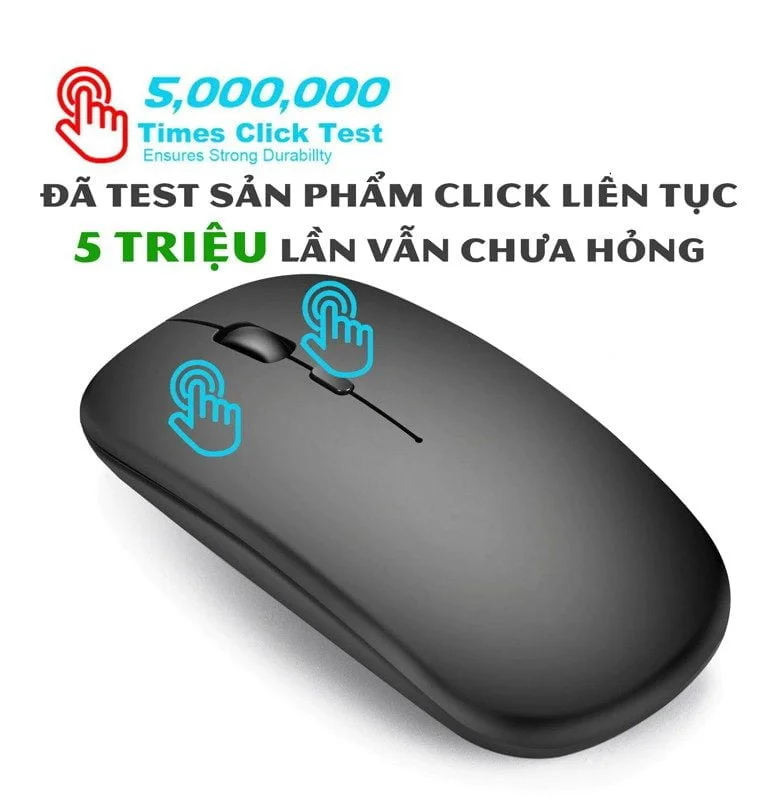 5,000,000
Times Click Test
Ensures Strong Durability
ĐÃ TEST SẢN PHẨM CLICK LIÊN TỤC
5 TRIỆU LẦN VẪN CHƯA HỎNG